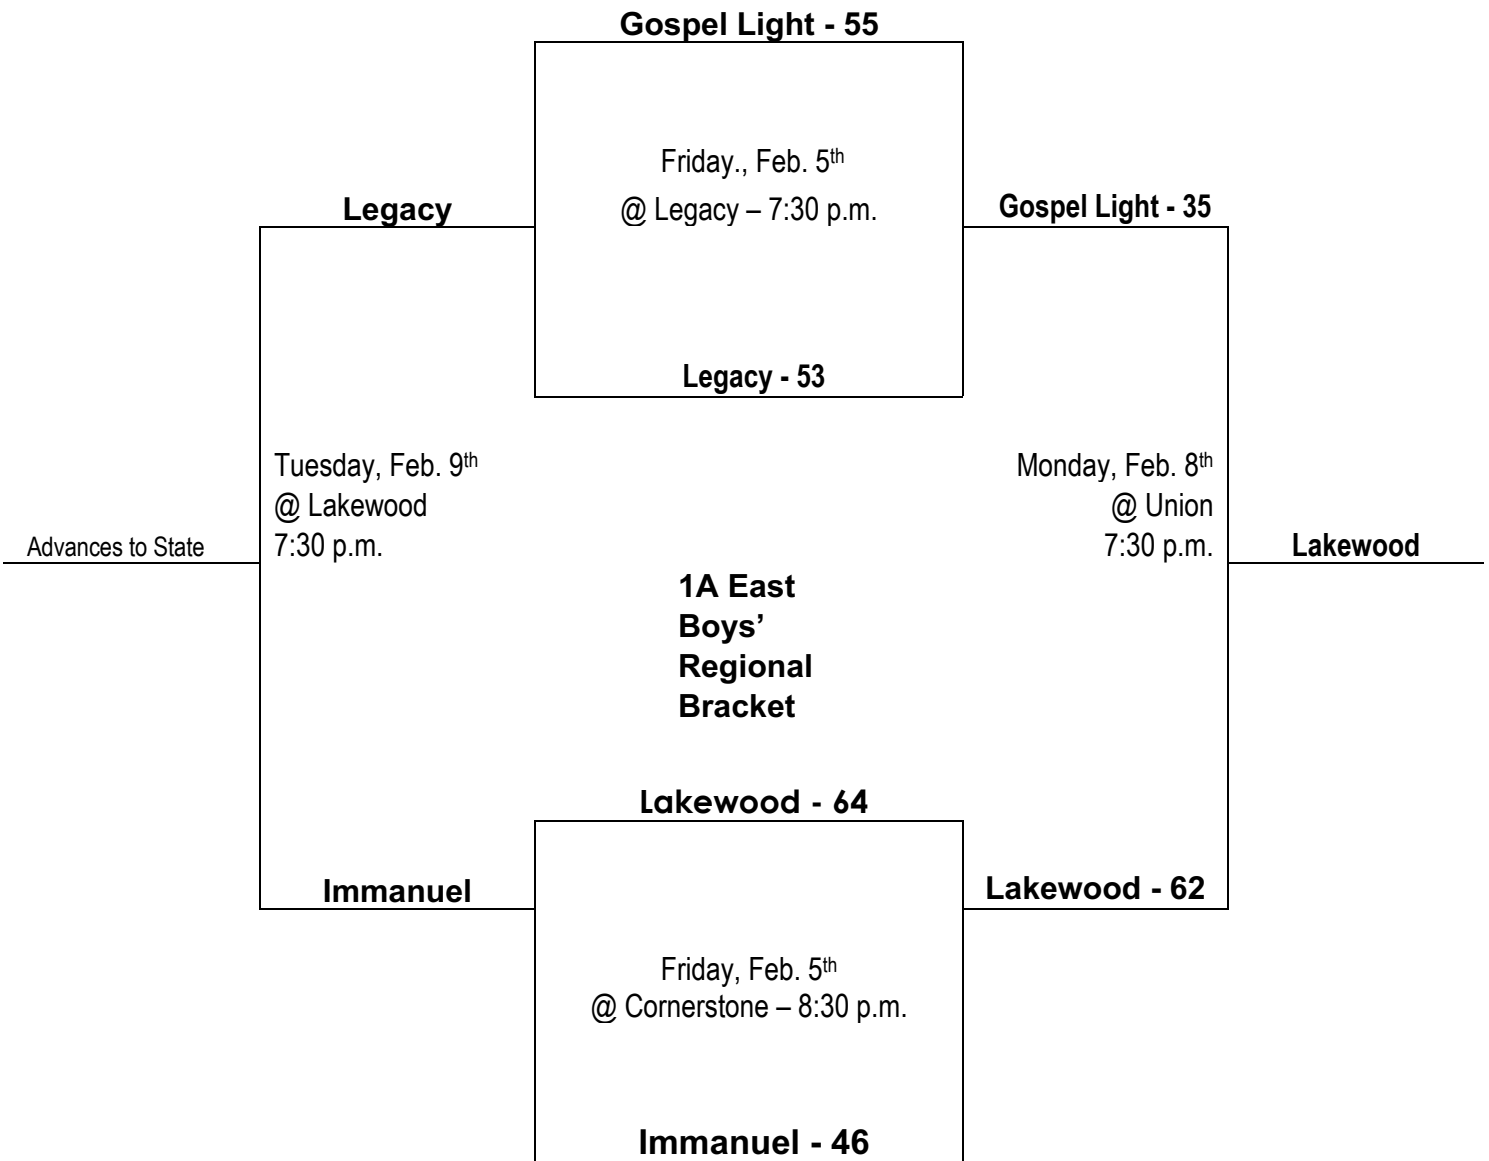 Gospel Light - 55
Friday., Feb. 5th
@ Legacy – 7:30 p.m.
Legacy
Gospel Light - 35
Legacy - 53
Tuesday, Feb. 9th
@ Lakewood
7:30 p.m.
Monday, Feb. 8th
@ Union
7:30 p.m.
Advances to State
Lakewood
1A East
Boys’
Regional
Bracket
Lakewood - 64
Immanuel
Lakewood - 62
Friday, Feb. 5th
@ Cornerstone – 8:30 p.m.
Immanuel - 46